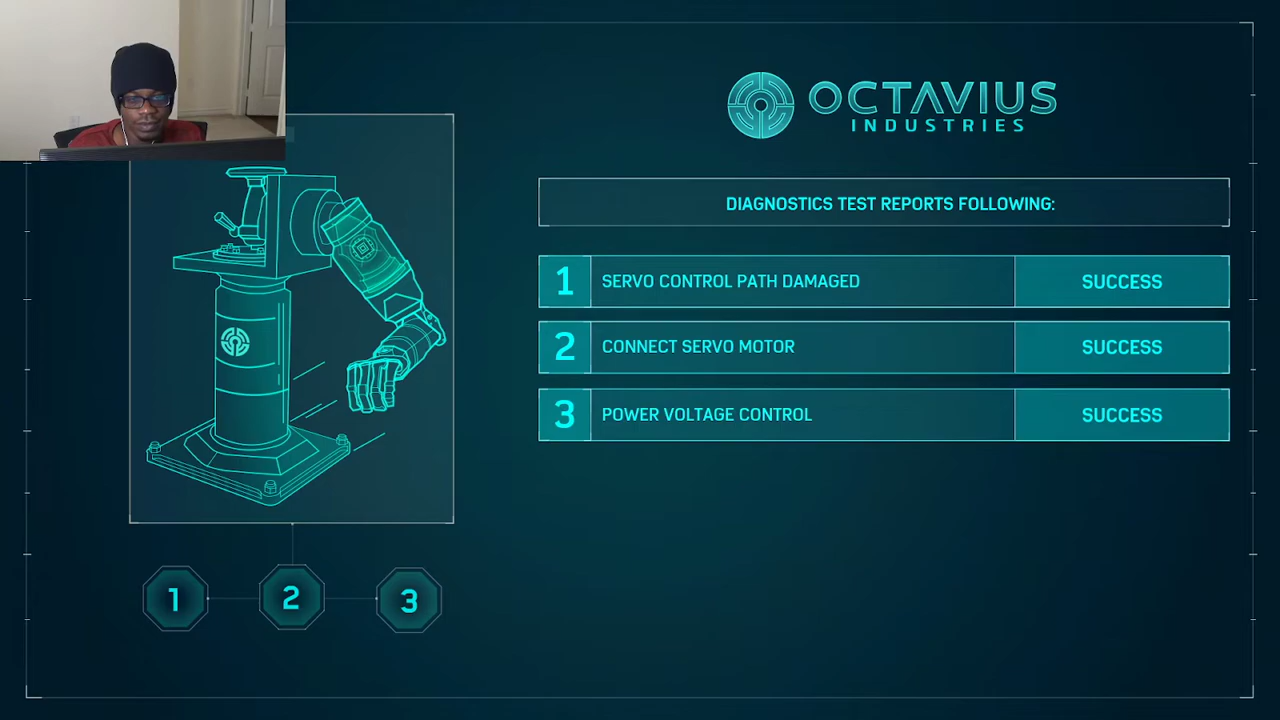 OCTAVIUS
INDUSTRIES
DIAGNOSTICS TEST REPORTS FOLLOWING:
1 SERVO CONTROL PATH DAMAGED SUCCESS
2 CONNECT SERVO MOTOR SUCCESS
3 POWER VOLTAGE CONTROL SUCCESS
1 2 3